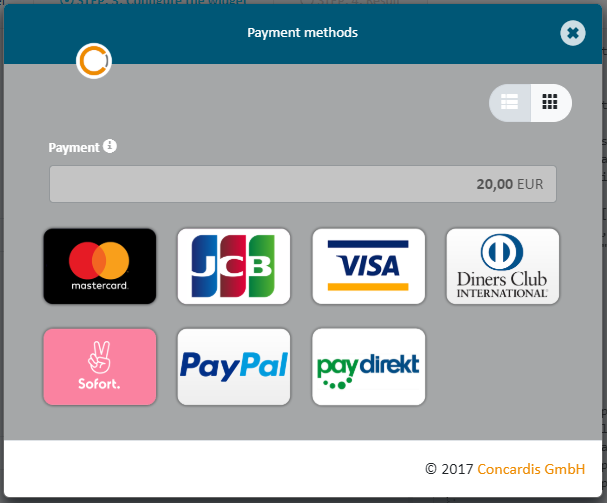 Payment methods
Payment
20,00 EUR
mastercard.
JCB
VISA
Diners Club
INTERNATIONAL®
Sofort.
PayPal
paydirekt
© 2017 Concardis GmbH